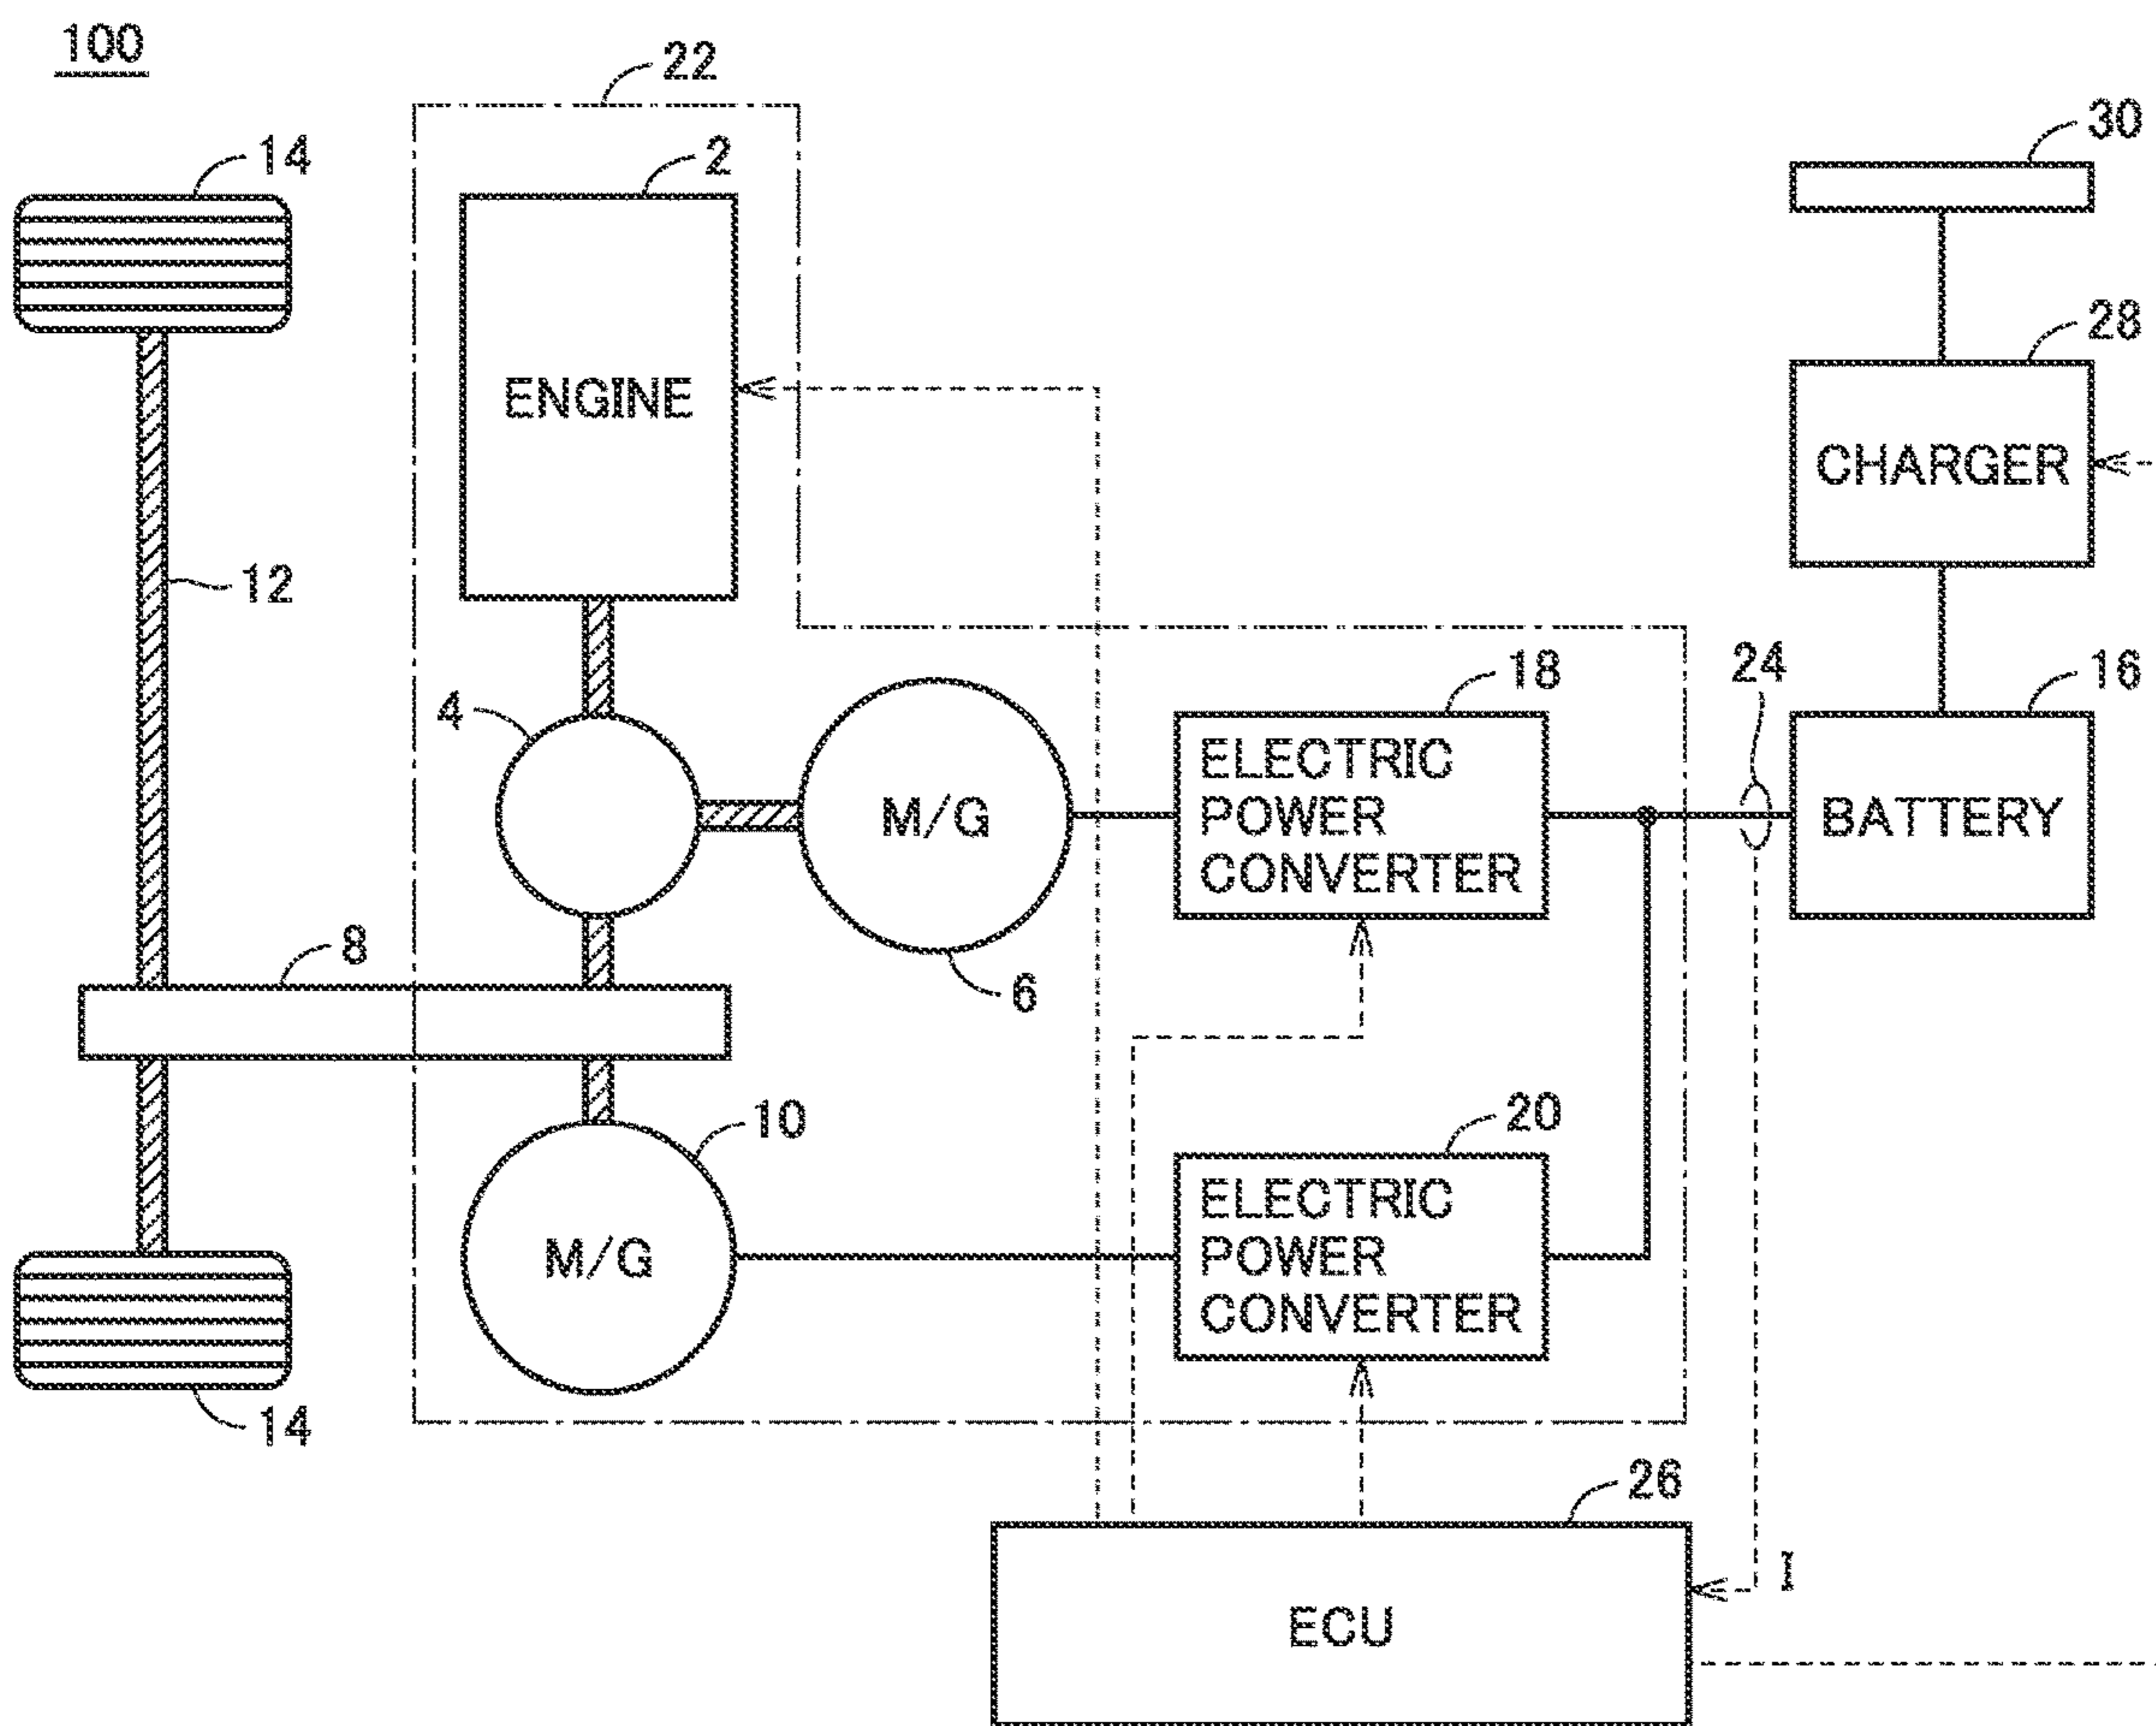 100
22
14
2
30
ENGINE
28
CHARGER
12
4
18
24
16
M/G
ELECTRIC
POWER
CONVERTER
BATTERY
8
6
10
20
M/G
ELECTRIC
POWER
CONVERTER
14
26
I
ECU